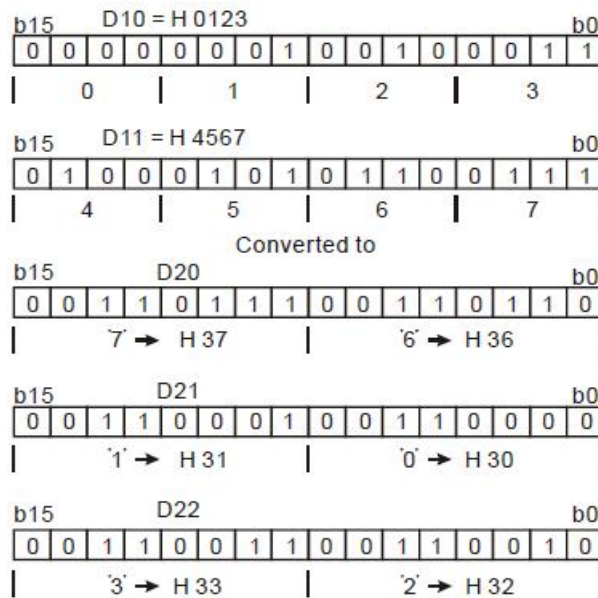 D10 = H 0123
b15 b0
0 0 0 0 0 0 0 1 0 0 1 0 0 0 1 1
0 1 2 3
D11 = H 4567
b15 b0
0 1 0 0 0 1 0 1 0 1 1 0 0 1 1 1
4 5 6 7
Converted to
b15 D20 b0
0 0 1 1 0 1 1 1 0 0 1 1 0 1 1 0
'7' → H 37 '6' → H 36
b15 D21 b0
0 0 1 1 0 0 0 1 0 0 1 1 0 0 0 0
'1' → H 31 '0' → H 30
b15 D22 b0
0 0 1 1 0 0 1 1 0 0 1 1 0 0 1 0
'3' → H 33 '2' → H 32